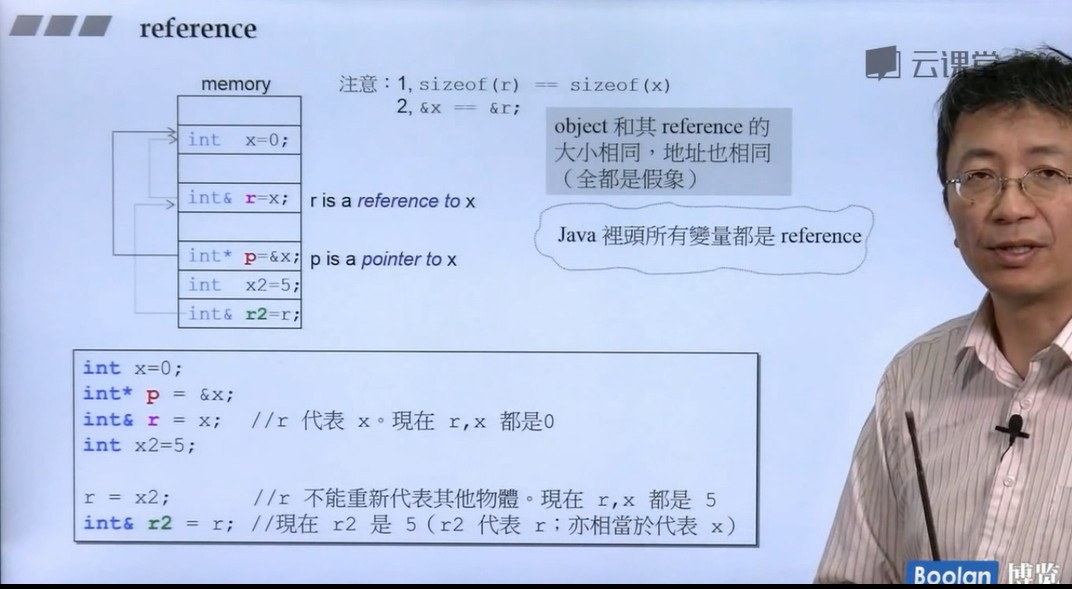 reference
云课堂
memory
注意：1, sizeof(r) == sizeof(x)
2, &x == &r;
object 和其 reference 的
大小相同，地址也相同
（全都是假象）
Java 裡頭所有變量都是 reference
int x=0;
int& r=x;
r is a reference to x
int* p=&x;
p is a pointer to x
int x2=5;
int& r2=r;
int x=0;
int* p = &x;
int& r = x; //r 代表 x。現在 r,x 都是0
int x2=5;
r = x2; //r 不能重新代表其他物體。現在 r,x 都是 5
int& r2 = r; //現在 r2 是 5（r2 代表 r；亦相當於代表 x）
Boolan 博览